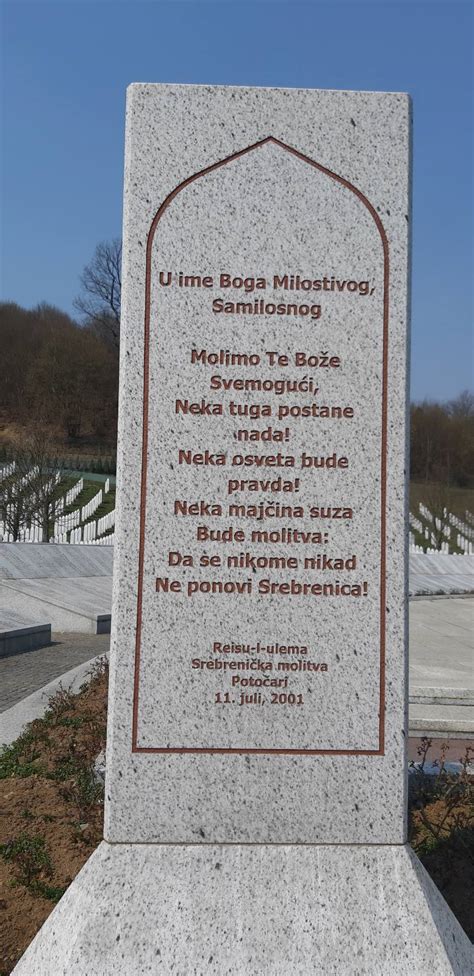 U ime Boga Milostivog,
Samilosnog
Molimo Te Bože
Svemogući,
Neka tuga postane
nada!
Neka osveta bude
pravda!
Neka majčina suza
Bude molitva:
Da se nikome nikad
Ne ponovi Srebrenica!
Reisu-l-ulema
Srebrenička molitva
Potočari
11. juli, 2001